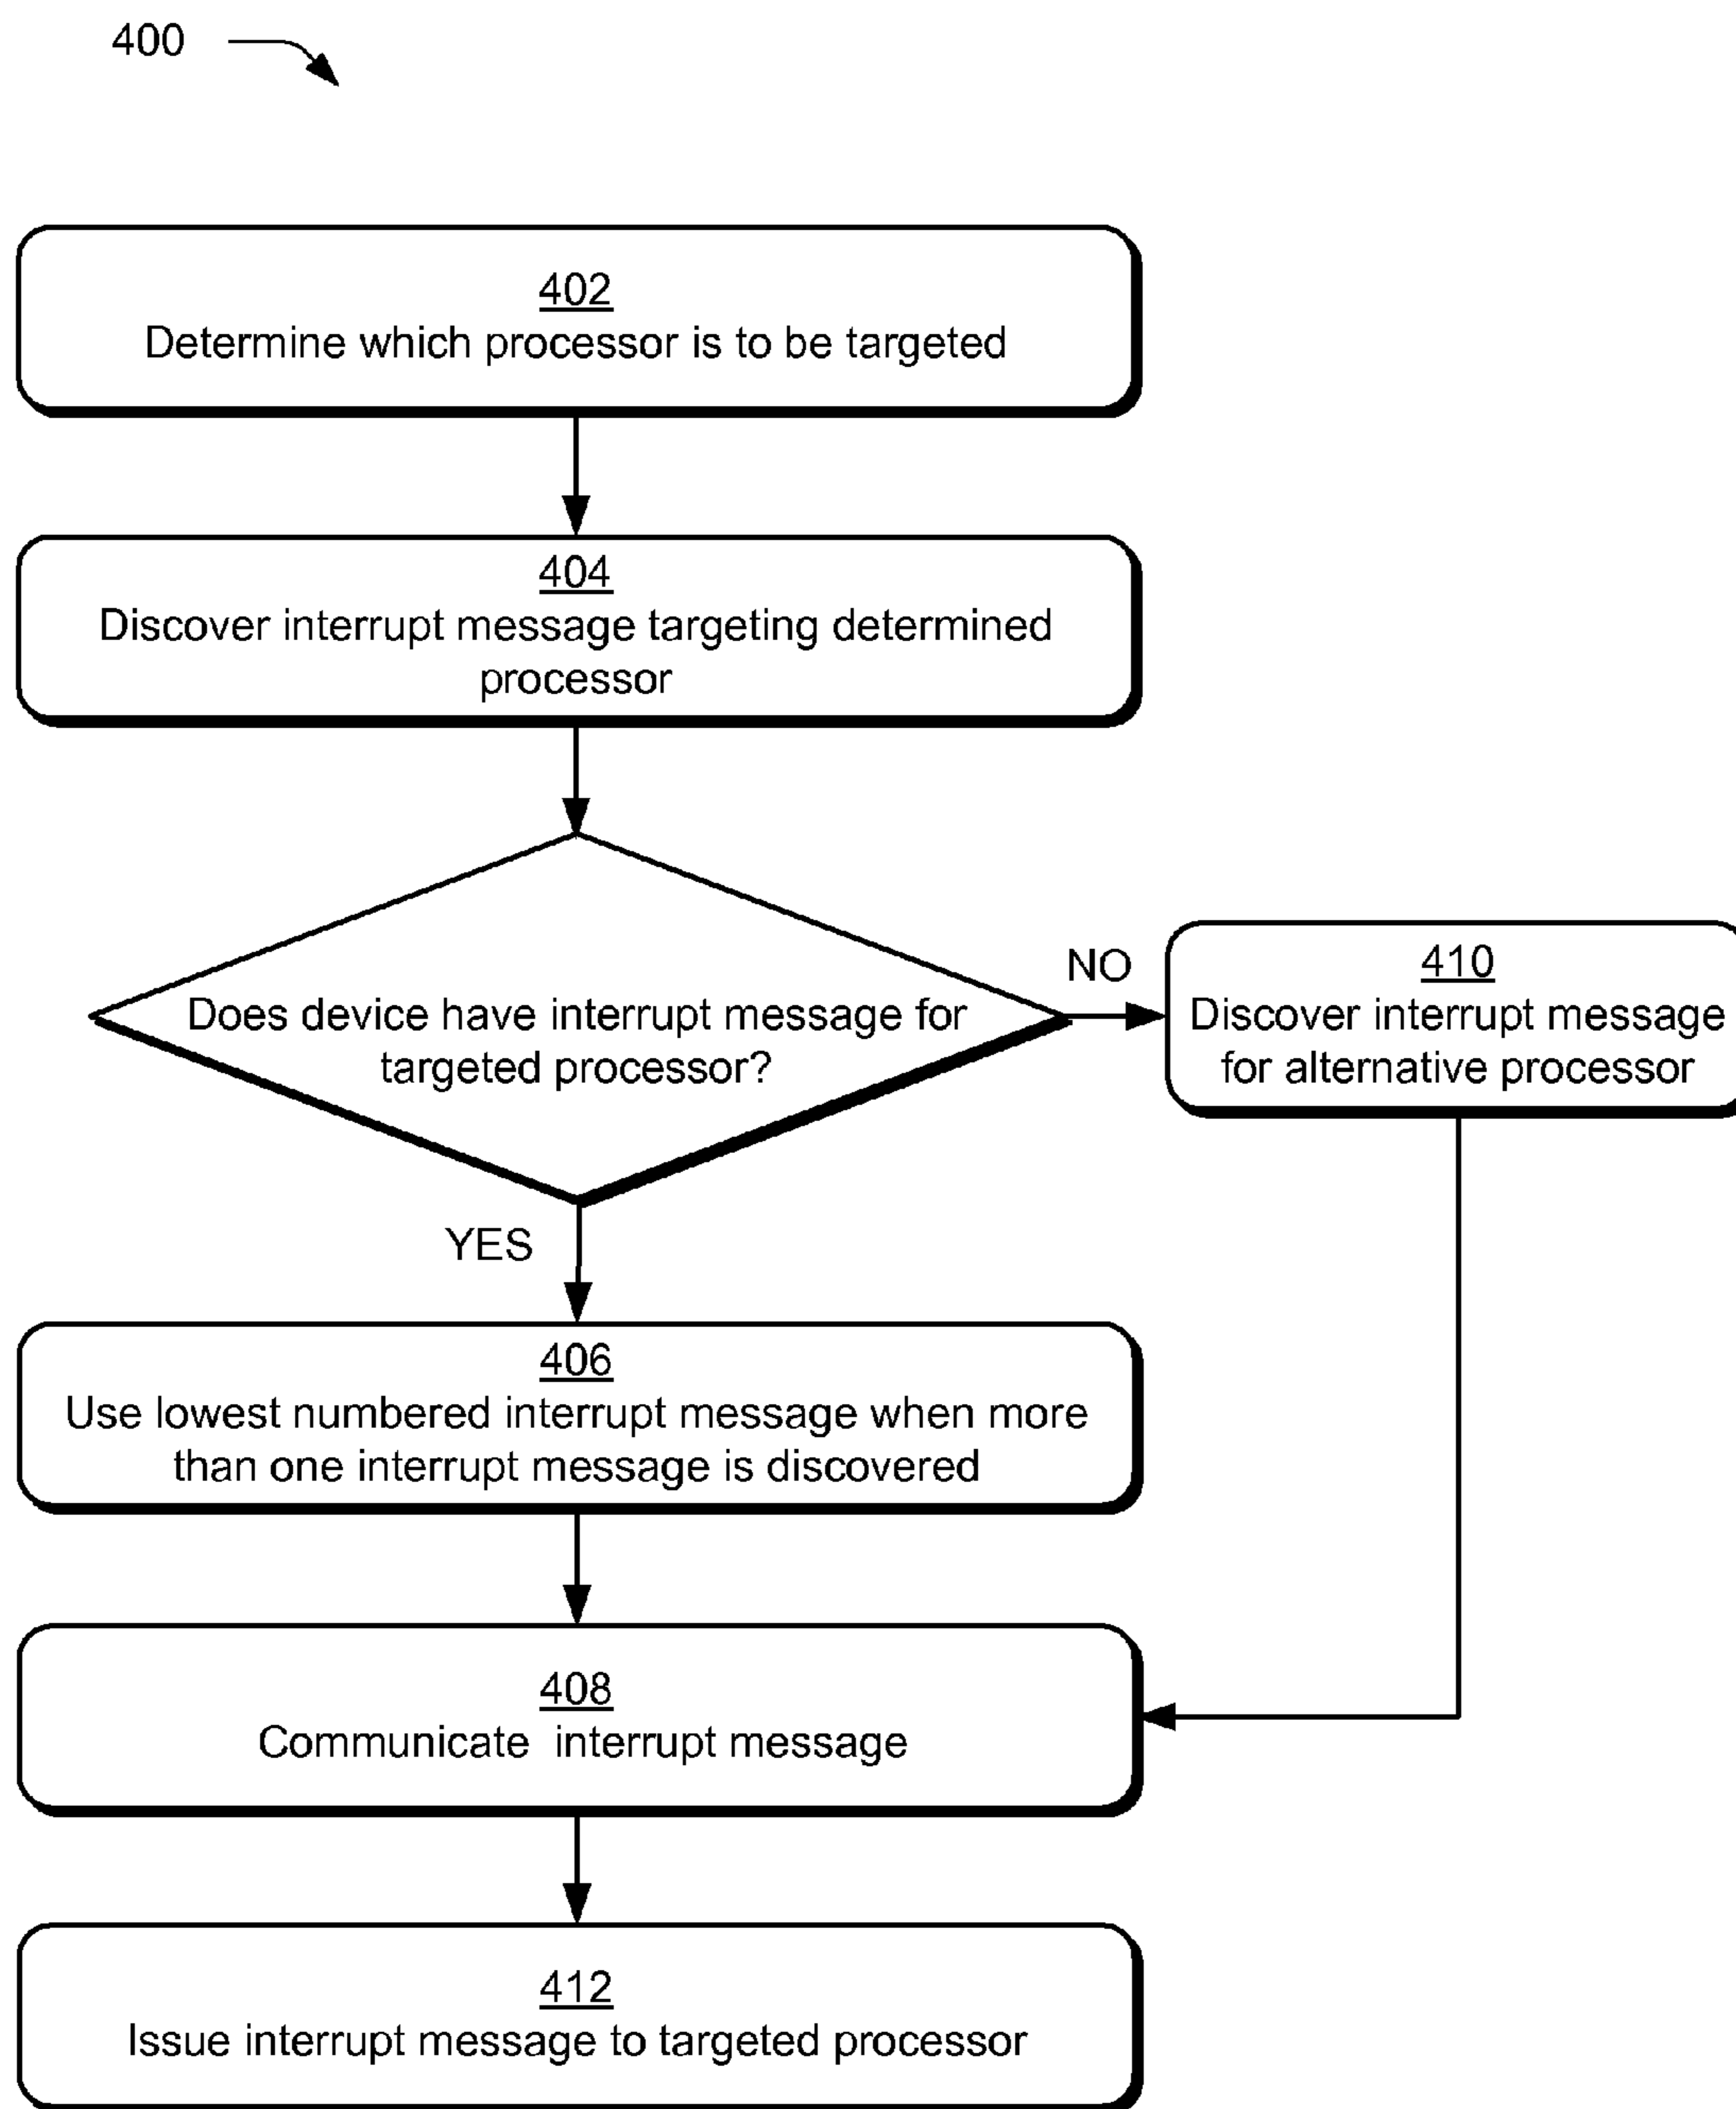 400
402
Determine which processor is to be targeted
404
Discover interrupt message targeting determined
processor
Does device have interrupt message for
targeted processor?
NO
410
Discover interrupt message
for alternative processor
YES
406
Use lowest numbered interrupt message when more
than one interrupt message is discovered
408
Communicate interrupt message
412
Issue interrupt message to targeted processor